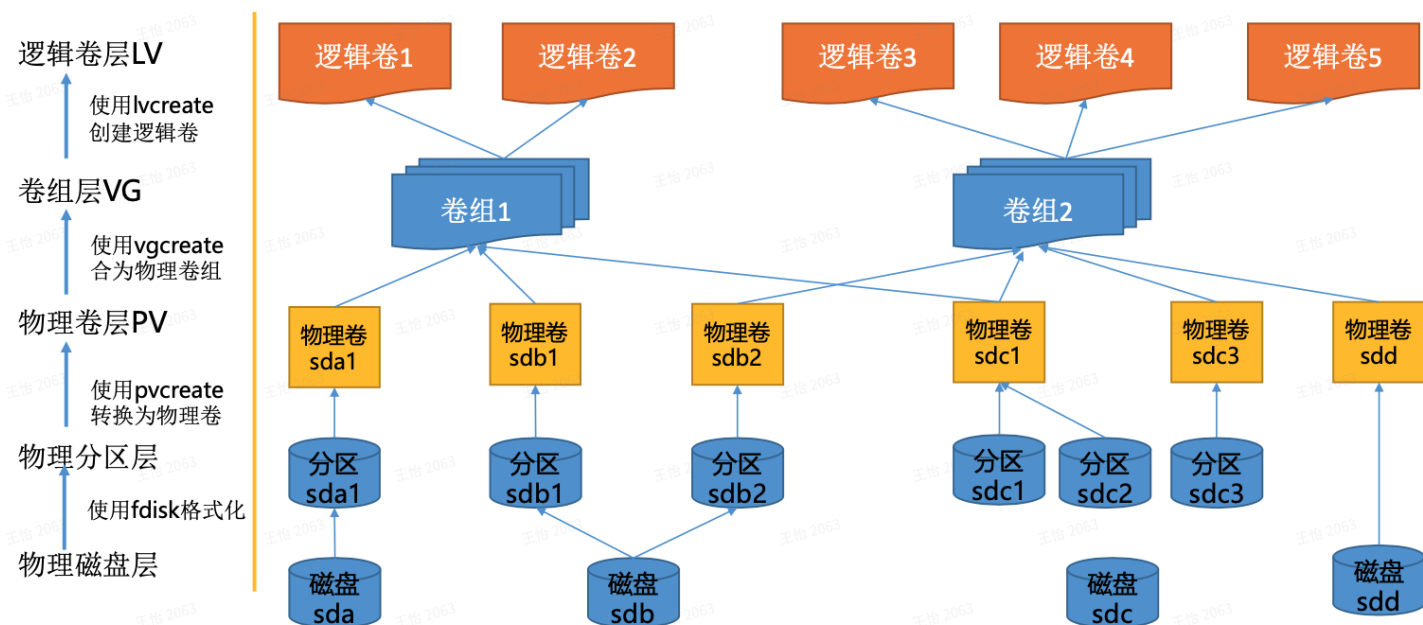 逻辑卷层LV
使用lvcreate
创建逻辑卷
卷组层VG
使用vgcreate
合为物理卷组
物理卷层PV
使用pvcreate
转换为物理卷
物理分区层
使用fdisk格式化
物理磁盘层
逻辑卷1
逻辑卷2
逻辑卷3
逻辑卷4
逻辑卷5
卷组1
卷组2
物理卷
sda1
物理卷
sdb1
物理卷
sdb2
物理卷
sdc1
物理卷
sdc3
物理卷
sdd
分区
sda1
分区
sdb1
分区
sdb2
分区
sdc1
分区
sdc2
分区
sdc3
磁盘
sda
磁盘
sdb
磁盘
sdc
磁盘
sdd
王怡 2063